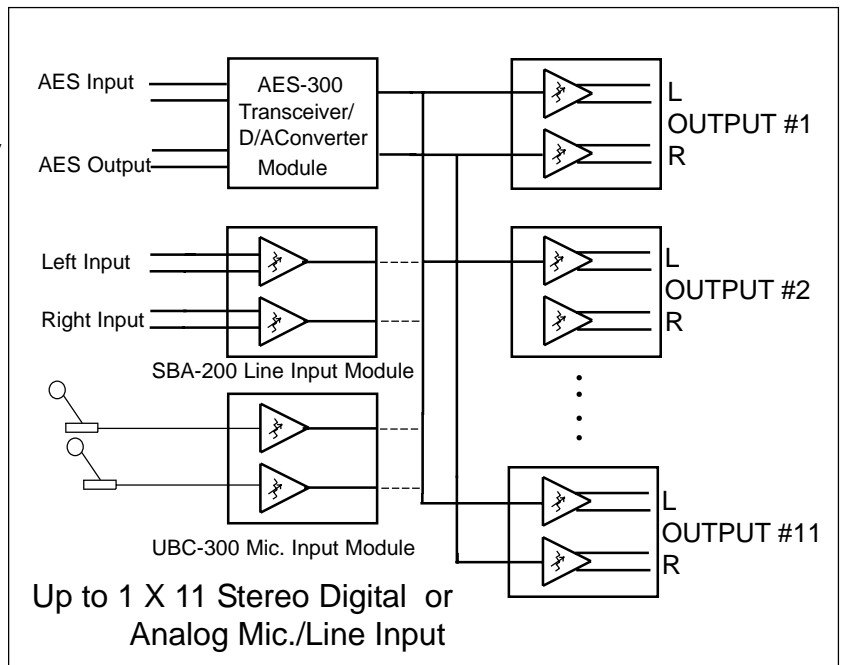 AES Input
AES Output
AES-300
Transceiver/
D/AConverter
Module
Left Input
Right Input
SBA-200 Line Input Module
UBC-300 Mic. Input Module
L
OUTPUT #1
R
L
OUTPUT #2
R
L
OUTPUT #11
R
Up to 1 X 11 Stereo Digital or
Analog Mic./Line Input